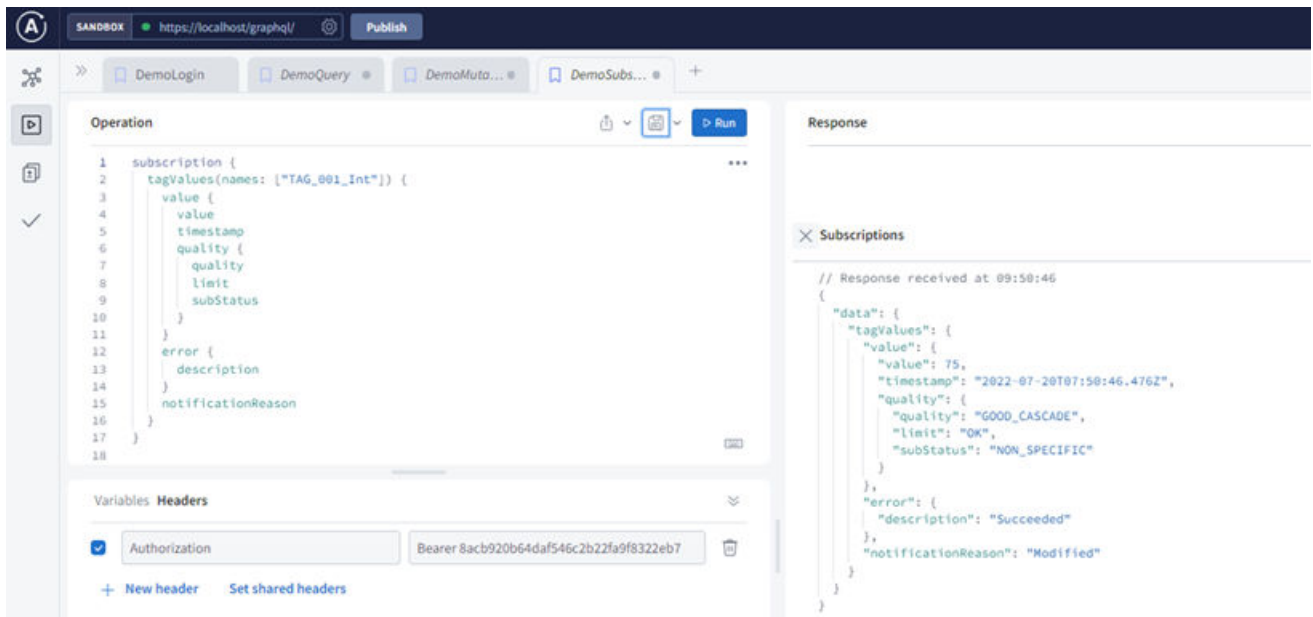 SANDBOX https://localhost/graphql/ Publish
DemoLogin DemoQuery DemoMuta... DemoSubs...
Operation
Run
1 subscription {
2 tagValues(names: ["TAG_001_Int"]) {
3 value {
4 value
5 timestamp
6 quality {
7 quality
8 limit
9 subStatus
10 }
11 }
12 error {
13 description
14 }
15 notificationReason
16 }
17 }
18
Variables Headers
Authorization Bearer 8acb920b64daf546c2b22fa9f8322eb7
+ New header Set shared headers
Response
Subscriptions
// Response received at 09:50:46
{
"data": {
"tagValues": {
"value": {
"value": 75,
"timestamp": "2022-07-20T07:50:46.476Z",
"quality": {
"quality": "GOOD_CASCADE",
"limit": "OK",
"subStatus": "NON_SPECIFIC"
}
},
"error": {
"description": "Succeeded"
},
"notificationReason": "Modified"
}
}
}